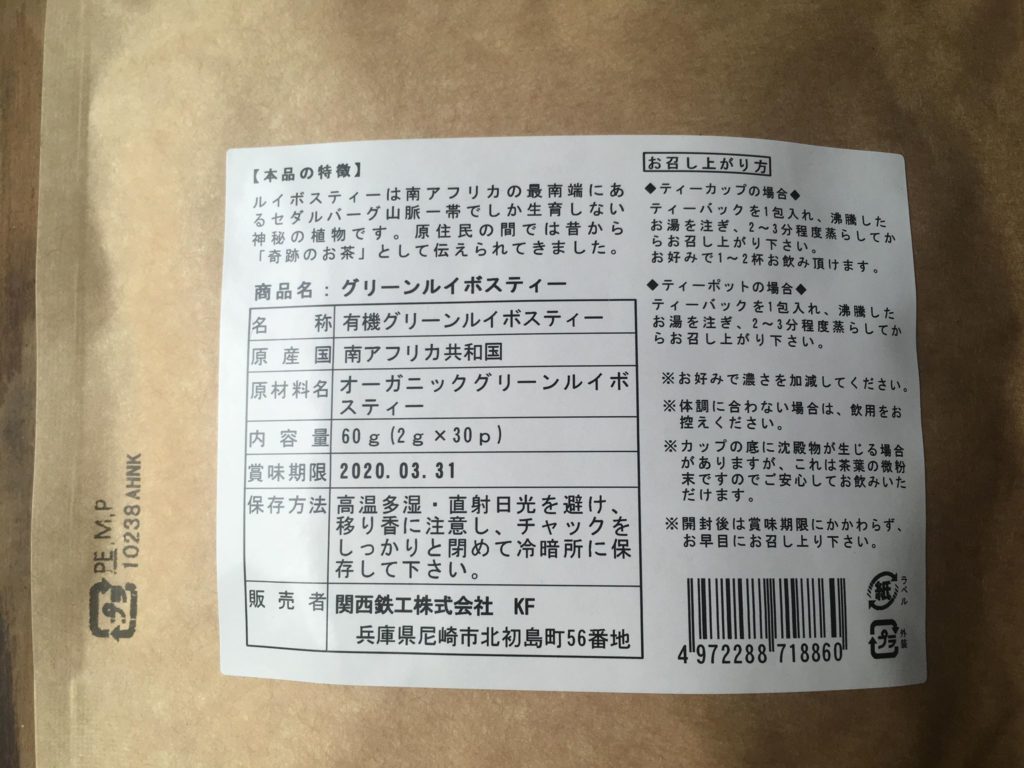 【本品の特徴】
ルイボスティーは南アフリカの最南端にあ
るセダルバーグ山脈一帯でしか生育しない
神秘の植物です。原住民の間では昔から
「奇跡のお茶」として伝えられてきました。
商品名：グリーンルイボスティー
名称 有機グリーンルイボスティー
原産国 南アフリカ共和国
原材料名 オーガニックグリーンルイボ
スティー
内容量 60ｇ(2ｇ×30ｐ)
賞味期限 2020.03.31
保存方法 高温多湿・直射日光を避け、
移り香に注意し、チャックを
しっかりと閉めて冷暗所に保
存して下さい。
販売者 関西鉄工株式会社 KF
兵庫県尼崎市北初島町56番地
お召し上がり方
◆ティーカップの場合◆
ティーバックを1包入れ、沸騰した
お湯を注ぎ、2～3分程度蒸らしてか
らお召し上がり下さい。
お好みで1～2杯お飲み頂けます。
◆ティーポットの場合◆
ティーバックを1包入れ、沸騰した
お湯を注ぎ、2～3分程度蒸らしてか
らお召し上がり下さい。
※お好みで濃さを加減してください。
※体調に合わない場合は、飲用をお
控えください。
※カップの底に沈殿物が生じる場合
がありますが、これは茶葉の微粉
末ですのでご安心してお飲みいた
だけます。
※開封後は賞味期限にかかわらず、
お早目にお召し上り下さい。
4 972288 718860
紙 ラベル
プラ 外装
プラ PE,M,P
10238 AHNK